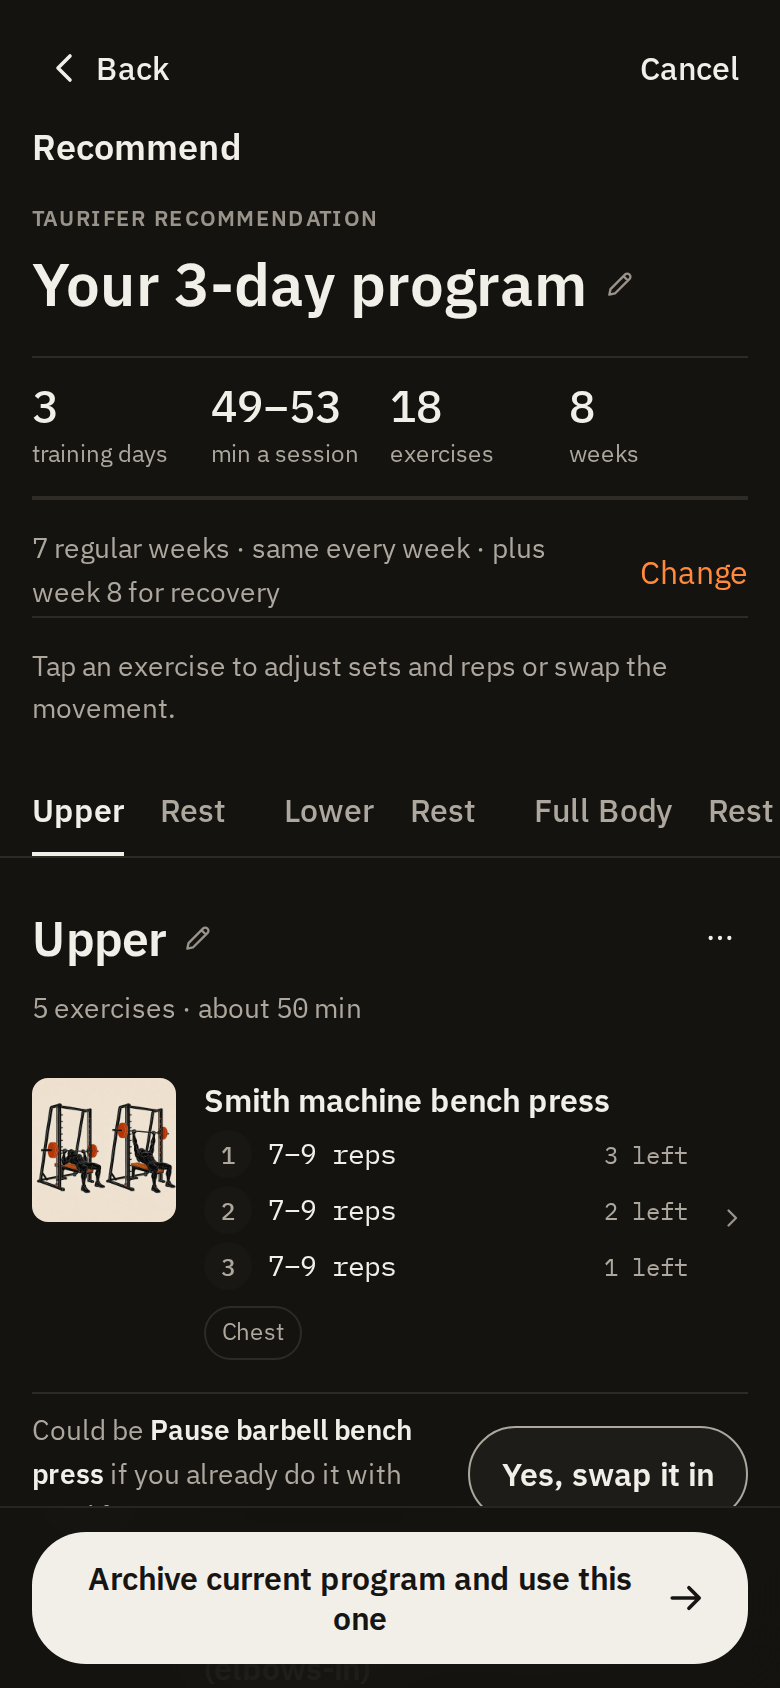 Back
Cancel
Recommend
TAURIFER RECOMMENDATION
Your 3-day program
3
training days
49–53
min a session
18
exercises
8
weeks
7 regular weeks · same every week · plus
week 8 for recovery
Change
Tap an exercise to adjust sets and reps or swap the
movement.
Upper
Rest
Lower
Rest
Full Body
Rest
Upper
5 exercises · about 50 min
Smith machine bench press
1 7–9 reps 3 left
2 7–9 reps 2 left
3 7–9 reps 1 left
Chest
Could be Pause barbell bench
press if you already do it with
Yes, swap it in
Archive current program and use this
one
(elbows-in)